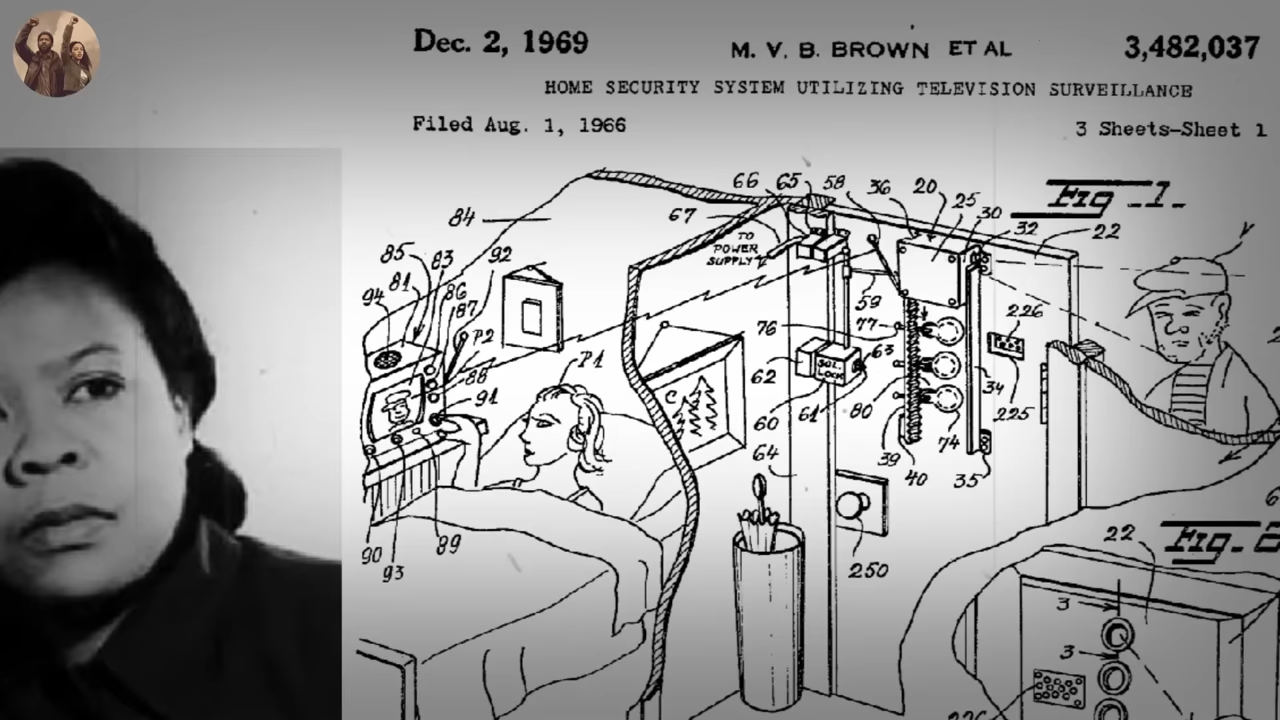 Dec. 2, 1969
M. V. B. BROWN ET AL
3,482,037
HOME SECURITY SYSTEM UTILIZING TELEVISION SURVEILLANCE
Filed Aug. 1, 1966
3 Sheets-Sheet 1
Fig. 1.
66 65 58 36 20 25 30 32 22
84
67
TO
POWER
SUPPLY
85 83 92
94 81 86 87
59
76 77
226
P2
63
62
SOL.
LOCK
88
P1
91
C
34
225
60 61 80
74
64
39 40 35
90 93 89
250
22
3
3
226